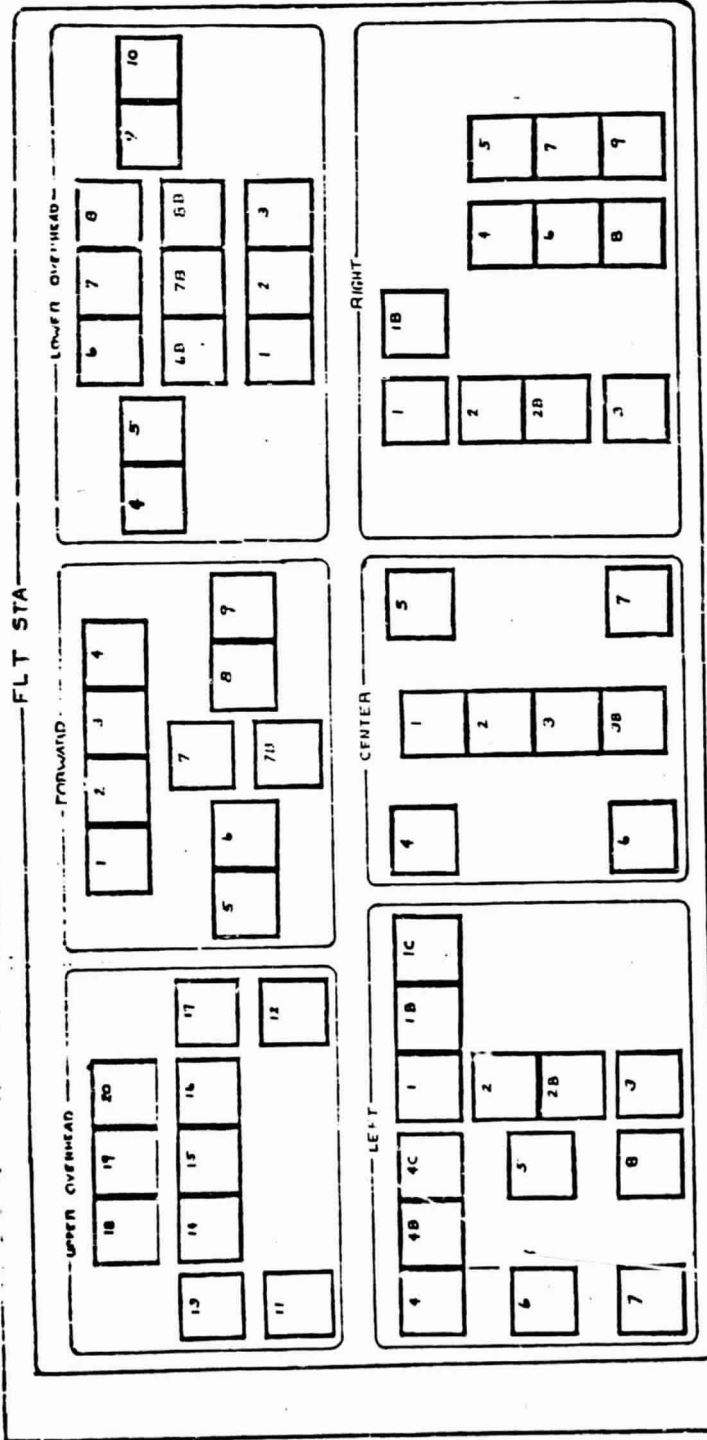 FLT STA
UPPER OVERHEAD
18 19 20
13 14 15 16 17
11 12
FORWARD
1 2 3 4
7
5 6 8 9
7B
LOWER OVERHEAD
6 7 8
4 5 9 10
6B 7B 8B
1 2 3
LEFT
4 4B 4C 1 1B 1C
2
6 5 2B
7 8 3
CENTER
4 1 5
2
3
6 3B 7
RIGHT
1 1B
2 4 5
2B 6 7
3 8 9